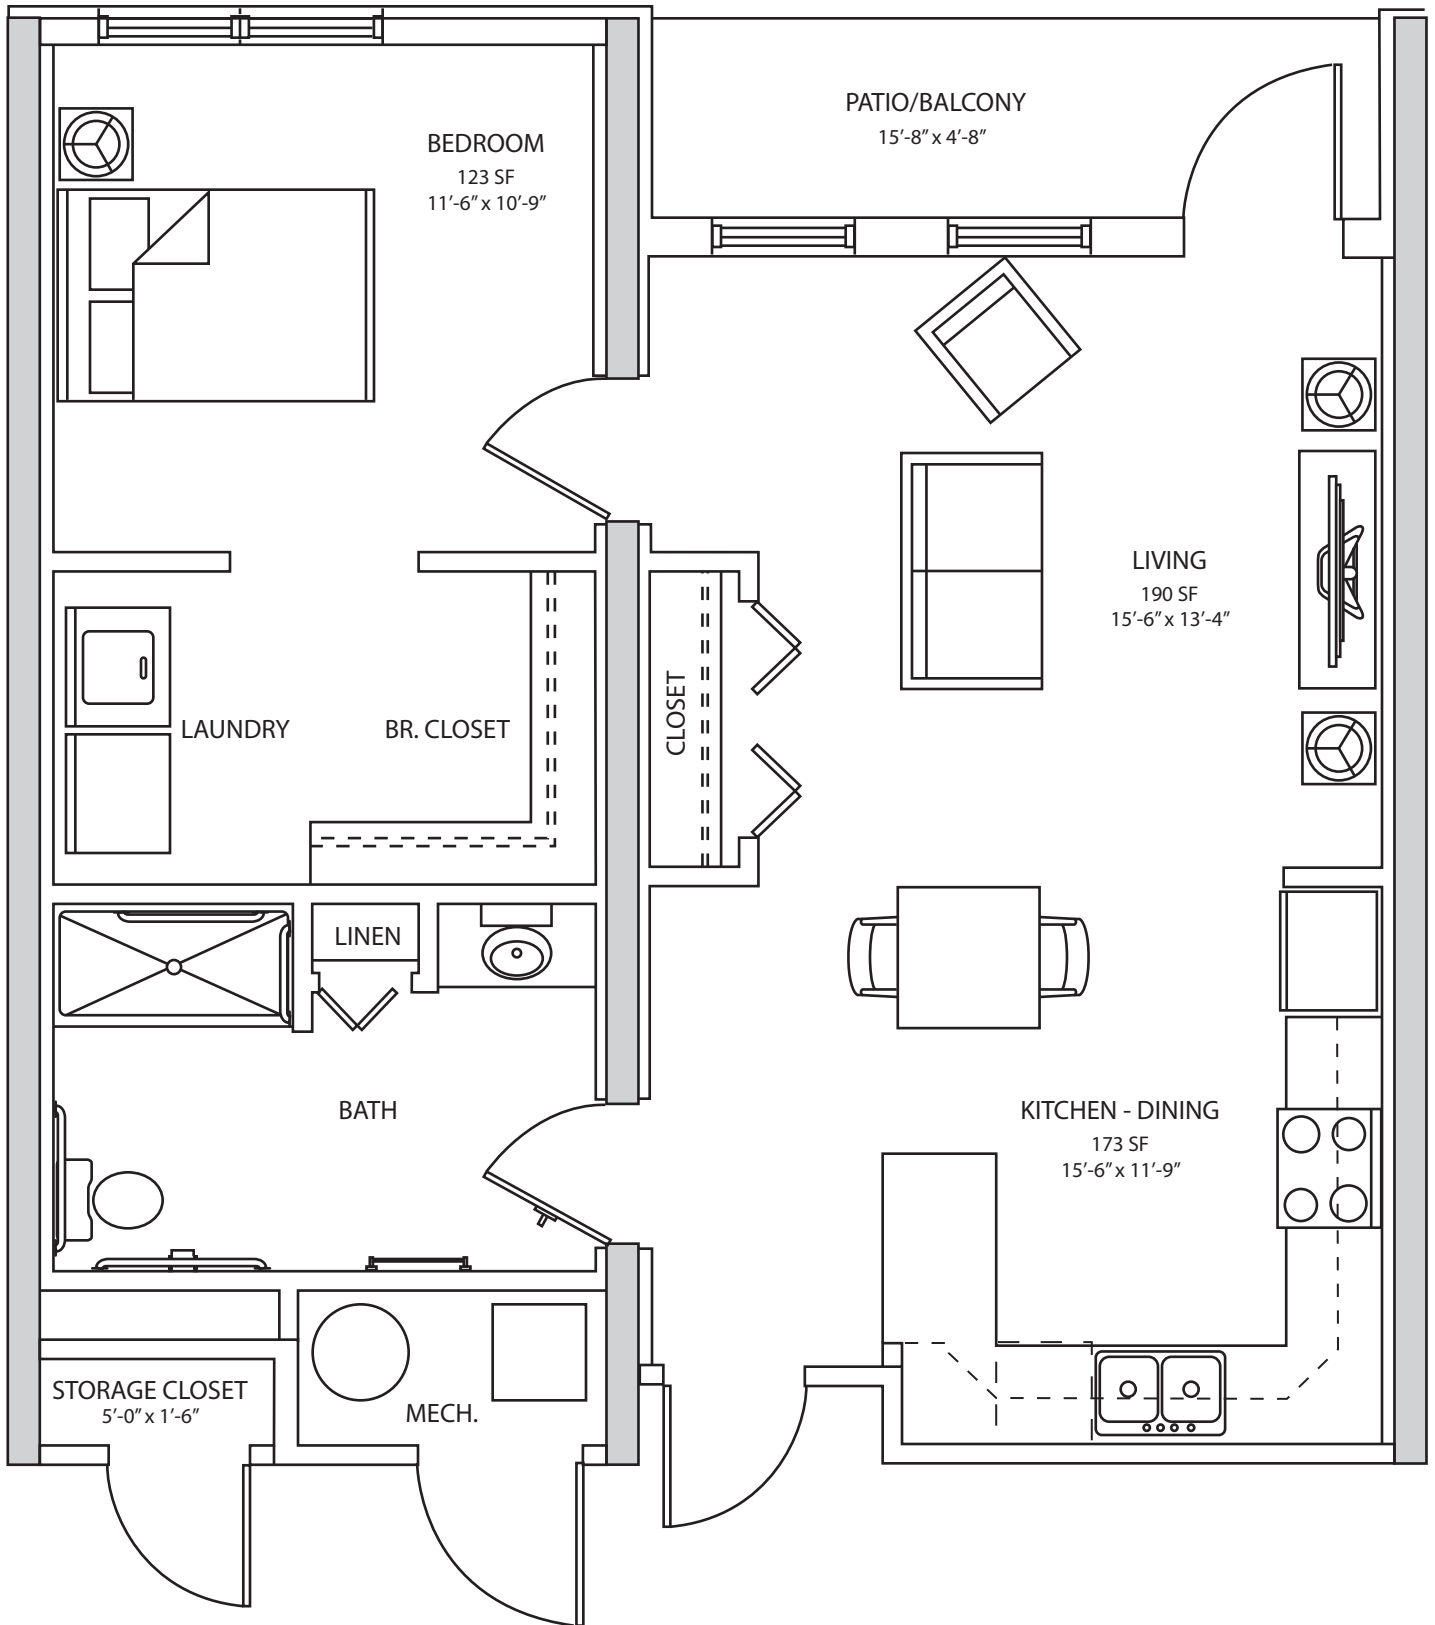 BEDROOM
123 SF
11’-6” x 10’-9”
PATIO/BALCONY
15’-8” x 4’-8”
LIVING
190 SF
15’-6” x 13’-4”
LAUNDRY
BR. CLOSET
CLOSET
LINEN
BATH
KITCHEN - DINING
173 SF
15’-6” x 11’-9”
STORAGE CLOSET
5’-0” x 1’-6”
MECH.